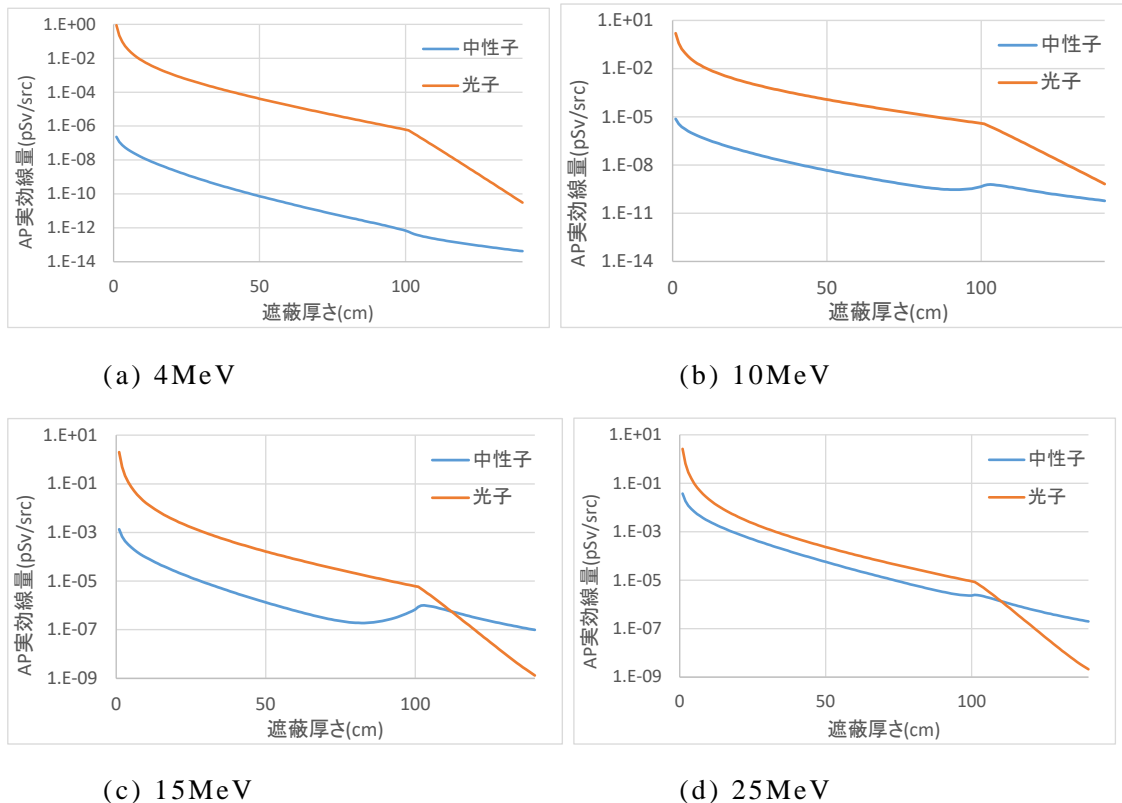 1.E+00
1.E-02
1.E-04
1.E-06
1.E-08
1.E-10
1.E-12
1.E-14
AP実効線量(pSv/src)
中性子
光子
0
50
100
遮蔽厚さ(cm)
(a) 4MeV
1.E+01
1.E-02
1.E-05
1.E-08
1.E-11
1.E-14
AP実効線量(pSv/src)
中性子
光子
0
50
100
遮蔽厚さ(cm)
(b) 10MeV
1.E+01
1.E-01
1.E-03
1.E-05
1.E-07
1.E-09
AP実効線量(pSv/src)
中性子
光子
0
50
100
遮蔽厚さ(cm)
(c) 15MeV
1.E+01
1.E-01
1.E-03
1.E-05
1.E-07
1.E-09
AP実効線量(pSv/src)
中性子
光子
0
50
100
遮蔽厚さ(cm)
(d) 25MeV